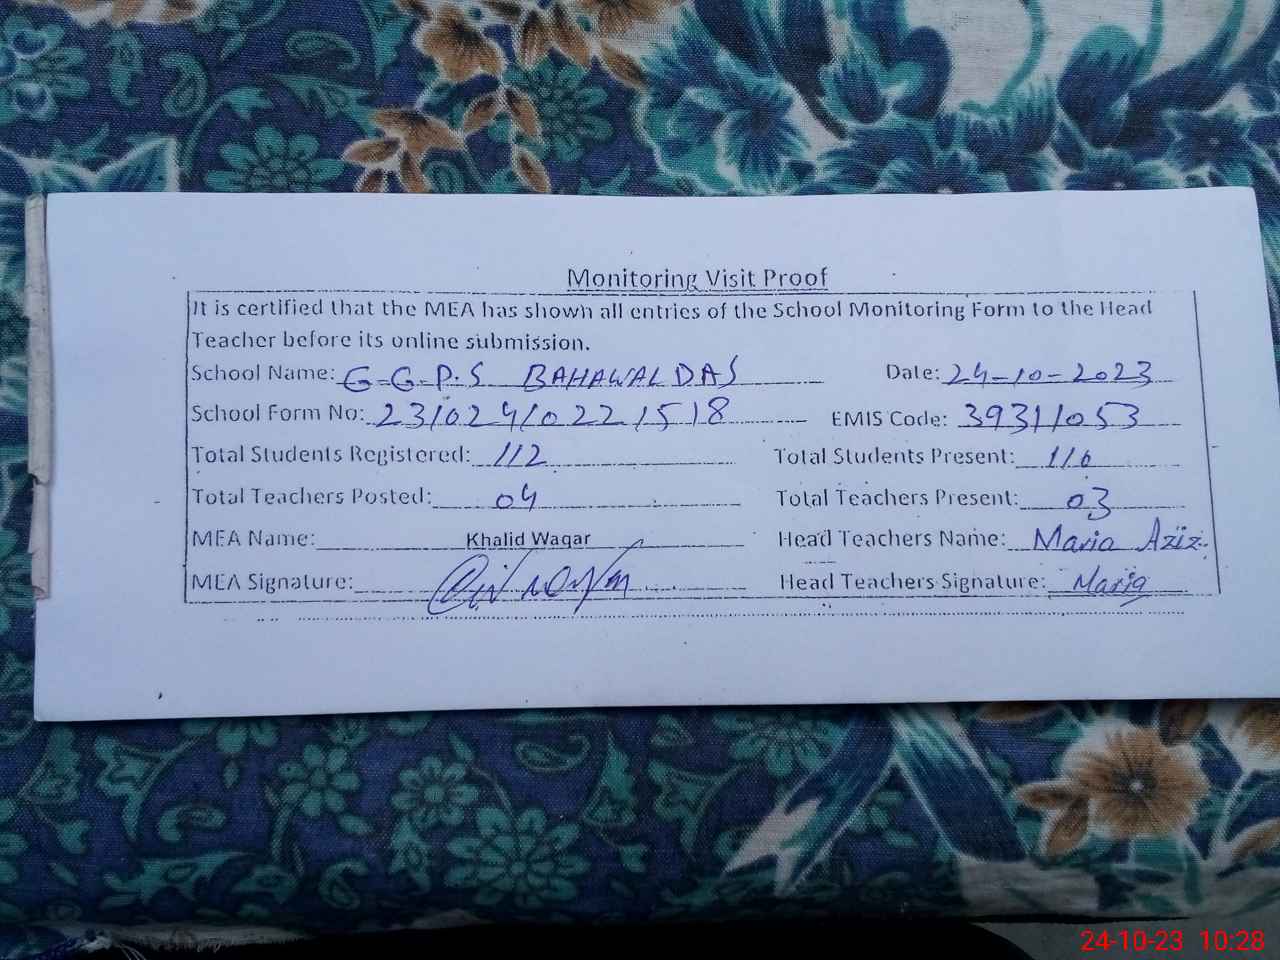 Monitoring Visit Proof
It is certified that the MEA has shown all entries of the School Monitoring Form to the Head
Teacher before its online submission.
School Name: G-G-P.S BAHAWAL DAS Date: 24-10-2023
School Form No: 231024102211518 EMIS Code: 39311053
Total Students Registered: 112 Total Students Present: 110
Total Teachers Posted: 04 Total Teachers Present: 03
MEA Name: Khalid Waqar Head Teachers Name: Maria Aziz.
MEA Signature: Head Teachers Signature: Maria
24-10-23 10:28